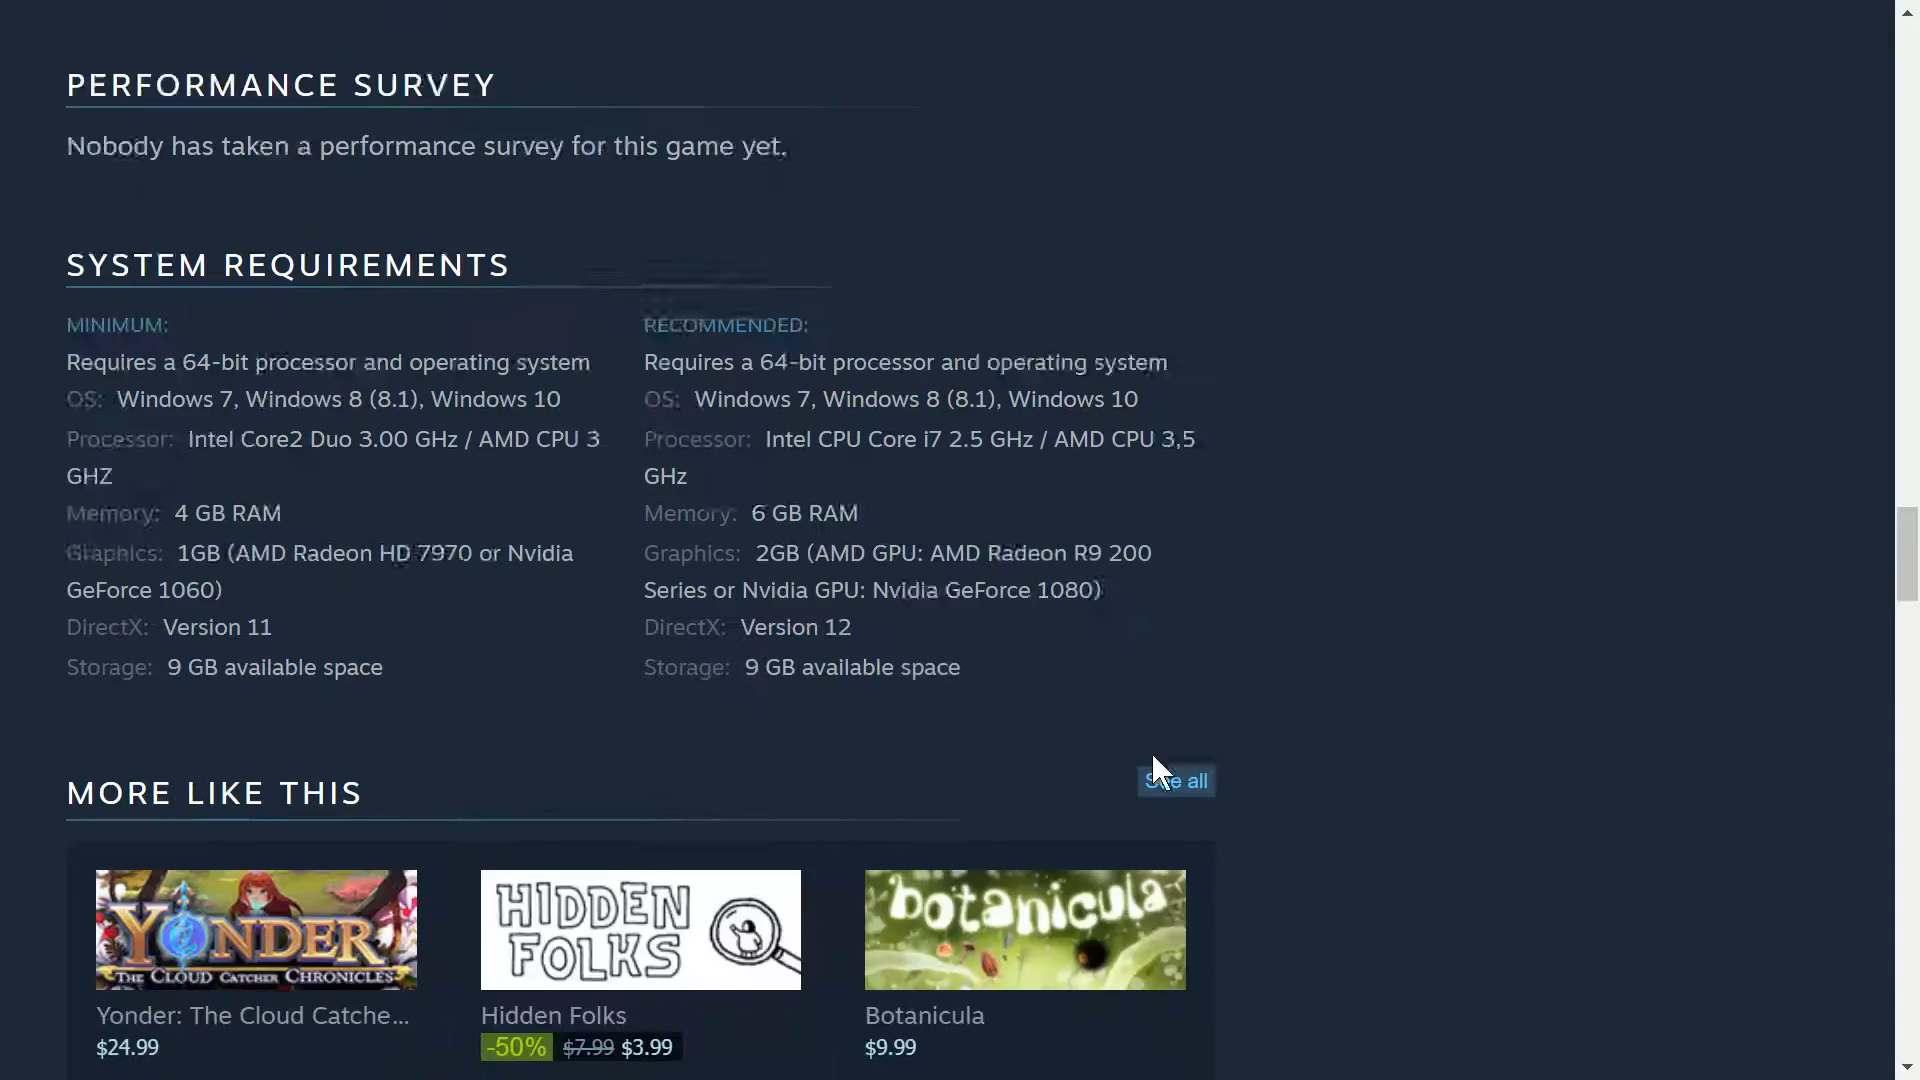 PERFORMANCE SURVEY
Nobody has taken a performance survey for this game yet.
SYSTEM REQUIREMENTS
MINIMUM:
Requires a 64-bit processor and operating system
OS: Windows 7, Windows 8 (8.1), Windows 10
Processor: Intel Core2 Duo 3.00 GHz / AMD CPU 3
GHZ
Memory: 4 GB RAM
Graphics: 1GB (AMD Radeon HD 7970 or Nvidia
GeForce 1060)
DirectX: Version 11
Storage: 9 GB available space
RECOMMENDED:
Requires a 64-bit processor and operating system
OS: Windows 7, Windows 8 (8.1), Windows 10
Processor: Intel CPU Core i7 2.5 GHz / AMD CPU 3,5
GHz
Memory: 6 GB RAM
Graphics: 2GB (AMD GPU: AMD Radeon R9 200
Series or Nvidia GPU: Nvidia GeForce 1080)
DirectX: Version 12
Storage: 9 GB available space
MORE LIKE THIS
See all
YONDER
THE CLOUD CATCHER CHRONICLES
Yonder: The Cloud Catche...
$24.99
HIDDEN
FOLKS
Hidden Folks
-50% $7.99 $3.99
botanicula
Botanicula
$9.99